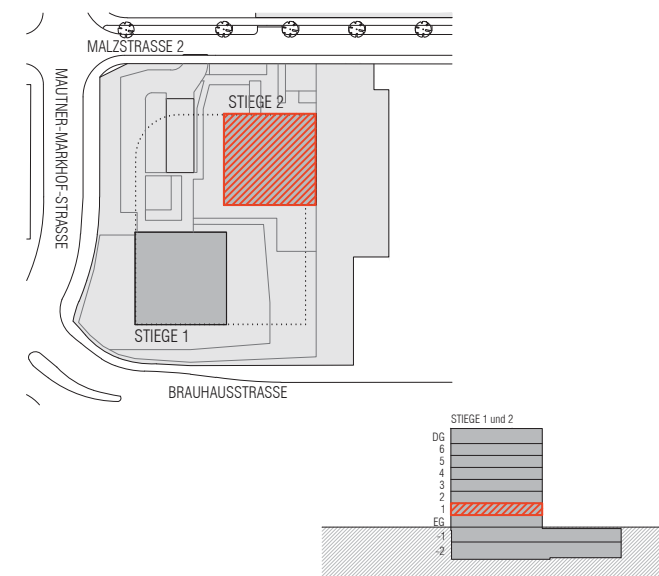 MALZSTRASSE 2
MAUTNER-MARKHOF-STRASSE
STIEGE 2
STIEGE 1
BRAUHAUSSTRASSE
STIEGE 1 und 2
DG
6
5
4
3
2
1
EG
-1
-2